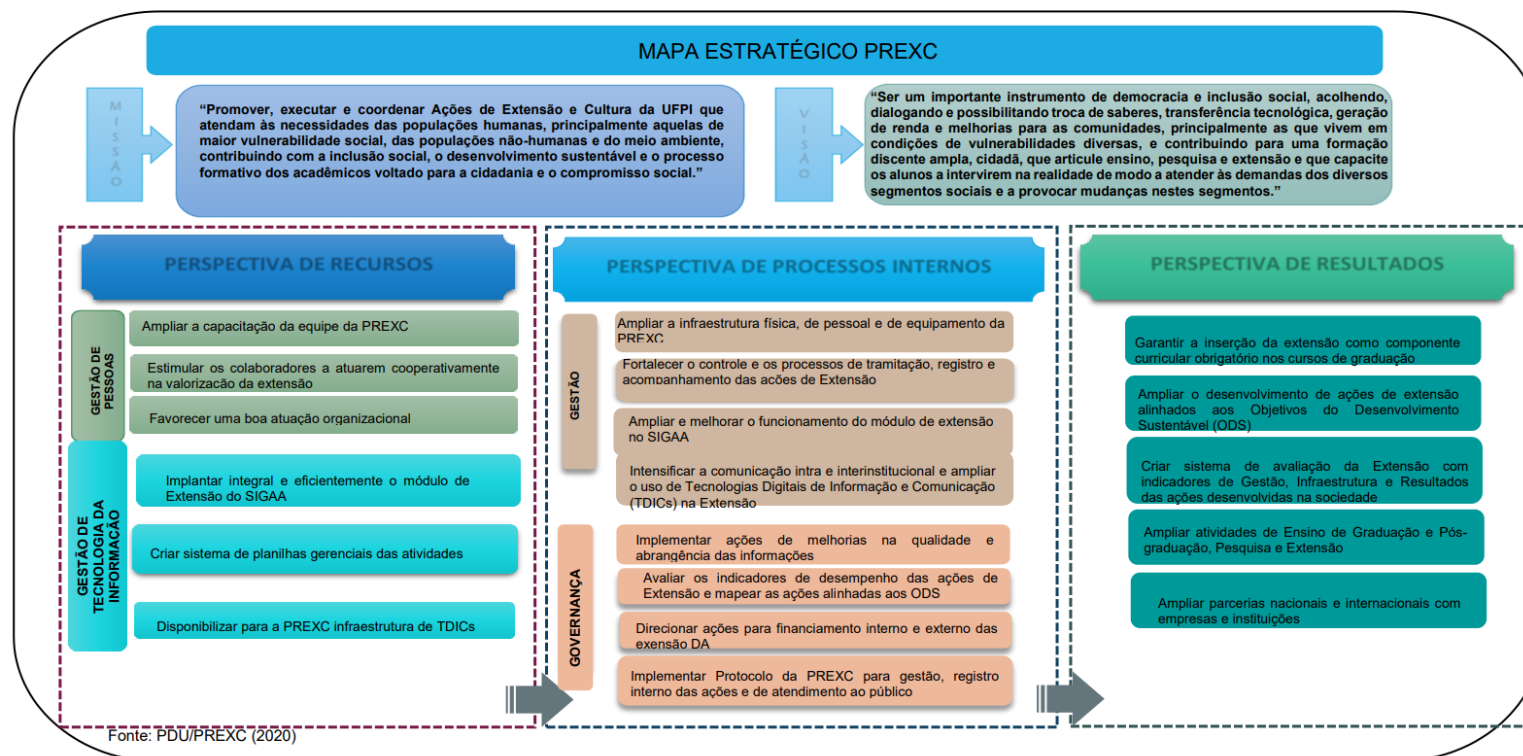 MAPA ESTRATÉGICO PREXC
MISSÃO
“Promover, executar e coordenar Ações de Extensão e Cultura da UFPI que
atendam às necessidades das populações humanas, principalmente aquelas de
maior vulnerabilidade social, das populações não-humanas e do meio ambiente,
contribuindo com a inclusão social, o desenvolvimento sustentável e o processo
formativo dos acadêmicos voltado para a cidadania e o compromisso social.”
VISÃO
“Ser um importante instrumento de democracia e inclusão social, acolhendo,
dialogando e possibilitando troca de saberes, transferência tecnológica, geração
de renda e melhorias para as comunidades, principalmente as que vivem em
condições de vulnerabilidades diversas, e contribuindo para uma formação
discente ampla, cidadã, que articule ensino, pesquisa e extensão e que capacite
os alunos a intervirem na realidade de modo a atender às demandas dos diversos
segmentos sociais e a provocar mudanças nestes segmentos.”
PERSPECTIVA DE RECURSOS
GESTÃO DE
PESSOAS
Ampliar a capacitação da equipe da PREXC
Estimular os colaboradores a atuarem cooperativamente
na valorização da extensão
Favorecer uma boa atuação organizacional
GESTÃO DE
TECNOLOGIA DA
INFORMAÇÃO
Implantar integral e eficientemente o módulo de
Extensão do SIGAA
Criar sistema de planilhas gerenciais das atividades
Disponibilizar para a PREXC infraestrutura de TDICs
PERSPECTIVA DE PROCESSOS INTERNOS
GESTÃO
Ampliar a infraestrutura física, de pessoal e de equipamento da
PREXC
Fortalecer o controle e os processos de tramitação, registro e
acompanhamento das ações de Extensão
Ampliar e melhorar o funcionamento do módulo de extensão
no SIGAA
Intensificar a comunicação intra e interinstitucional e ampliar
o uso de Tecnologias Digitais de Informação e Comunicação
(TDICs) na Extensão
GOVERNANÇA
Implementar ações de melhorias na qualidade e
abrangência das informações
Avaliar os indicadores de desempenho das ações de
Extensão e mapear as ações alinhadas aos ODS
Direcionar ações para financiamento interno e externo das
exensão DA
Implementar Protocolo da PREXC para gestão, registro
interno das ações e de atendimento ao público
PERSPECTIVA DE RESULTADOS
Garantir a inserção da extensão como componente
curricular obrigatório nos cursos de graduação
Ampliar o desenvolvimento de ações de extensão
alinhados aos Objetivos do Desenvolvimento
Sustentável (ODS)
Criar sistema de avaliação da Extensão com
indicadores de Gestão, Infraestrutura e Resultados
das ações desenvolvidas na sociedade
Ampliar atividades de Ensino de Graduação e Pós-
graduação, Pesquisa e Extensão
Ampliar parcerias nacionais e internacionais com
empresas e instituições
Fonte: PDU/PREXC (2020)